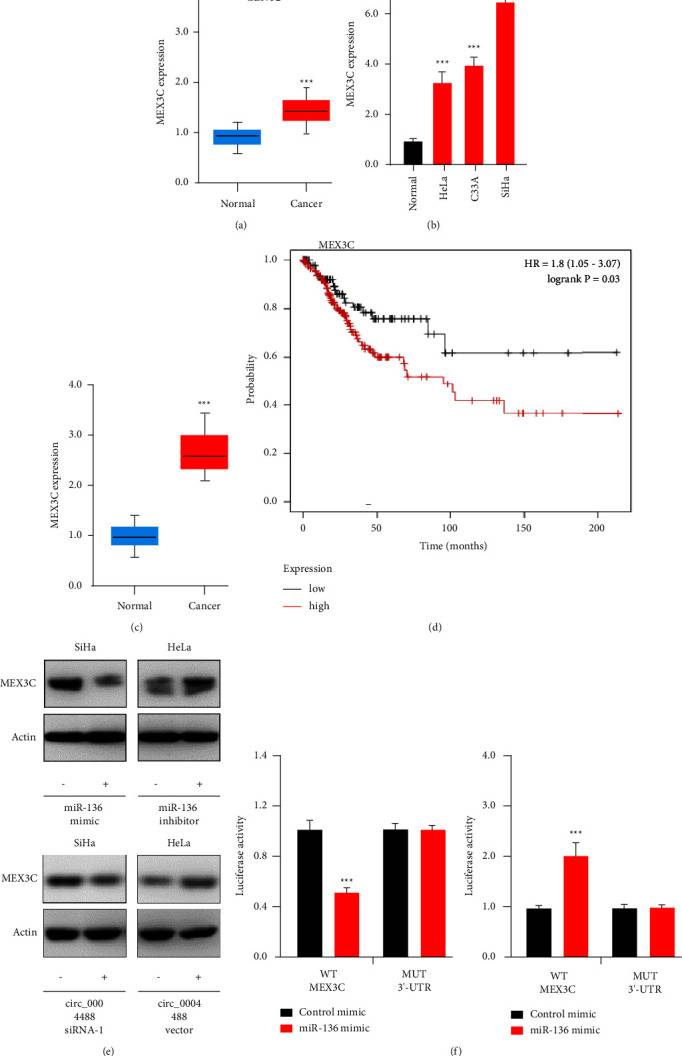 3.0
2.0
1.0
0.0
MEX3C expression
***
Normal
Cancer
(a)
6.0
4.0
2.0
0.0
MEX3C expression
***
***
Normal
HeLa
C33A
SiHa
(b)
4.0
3.0
2.0
1.0
0.0
MEX3C expression
***
Normal
Cancer
(c)
MEX3C
HR = 1.8 (1.05 - 3.07)
logrank P = 0.03
1.0
0.8
0.6
0.4
0.2
0.0
Probability
0
50
100
150
200
Time (months)
Expression
low
high
(d)
SiHa
HeLa
MEX3C
Actin
- + - +
miR-136
mimic
miR-136
inhibitor
SiHa
HeLa
MEX3C
Actin
- + - +
circ_000
4488
siRNA-1
circ_0004
488
vector
(e)
1.4
1.2
0.8
0.4
0.0
Luciferase activity
***
WT
MEX3C
MUT
3`-UTR
Control mimic
miR-136 mimic
4.0
3.0
2.0
1.0
0.0
Luciferase activity
***
WT
MEX3C
MUT
3`-UTR
Control mimic
miR-136 mimic
(f)